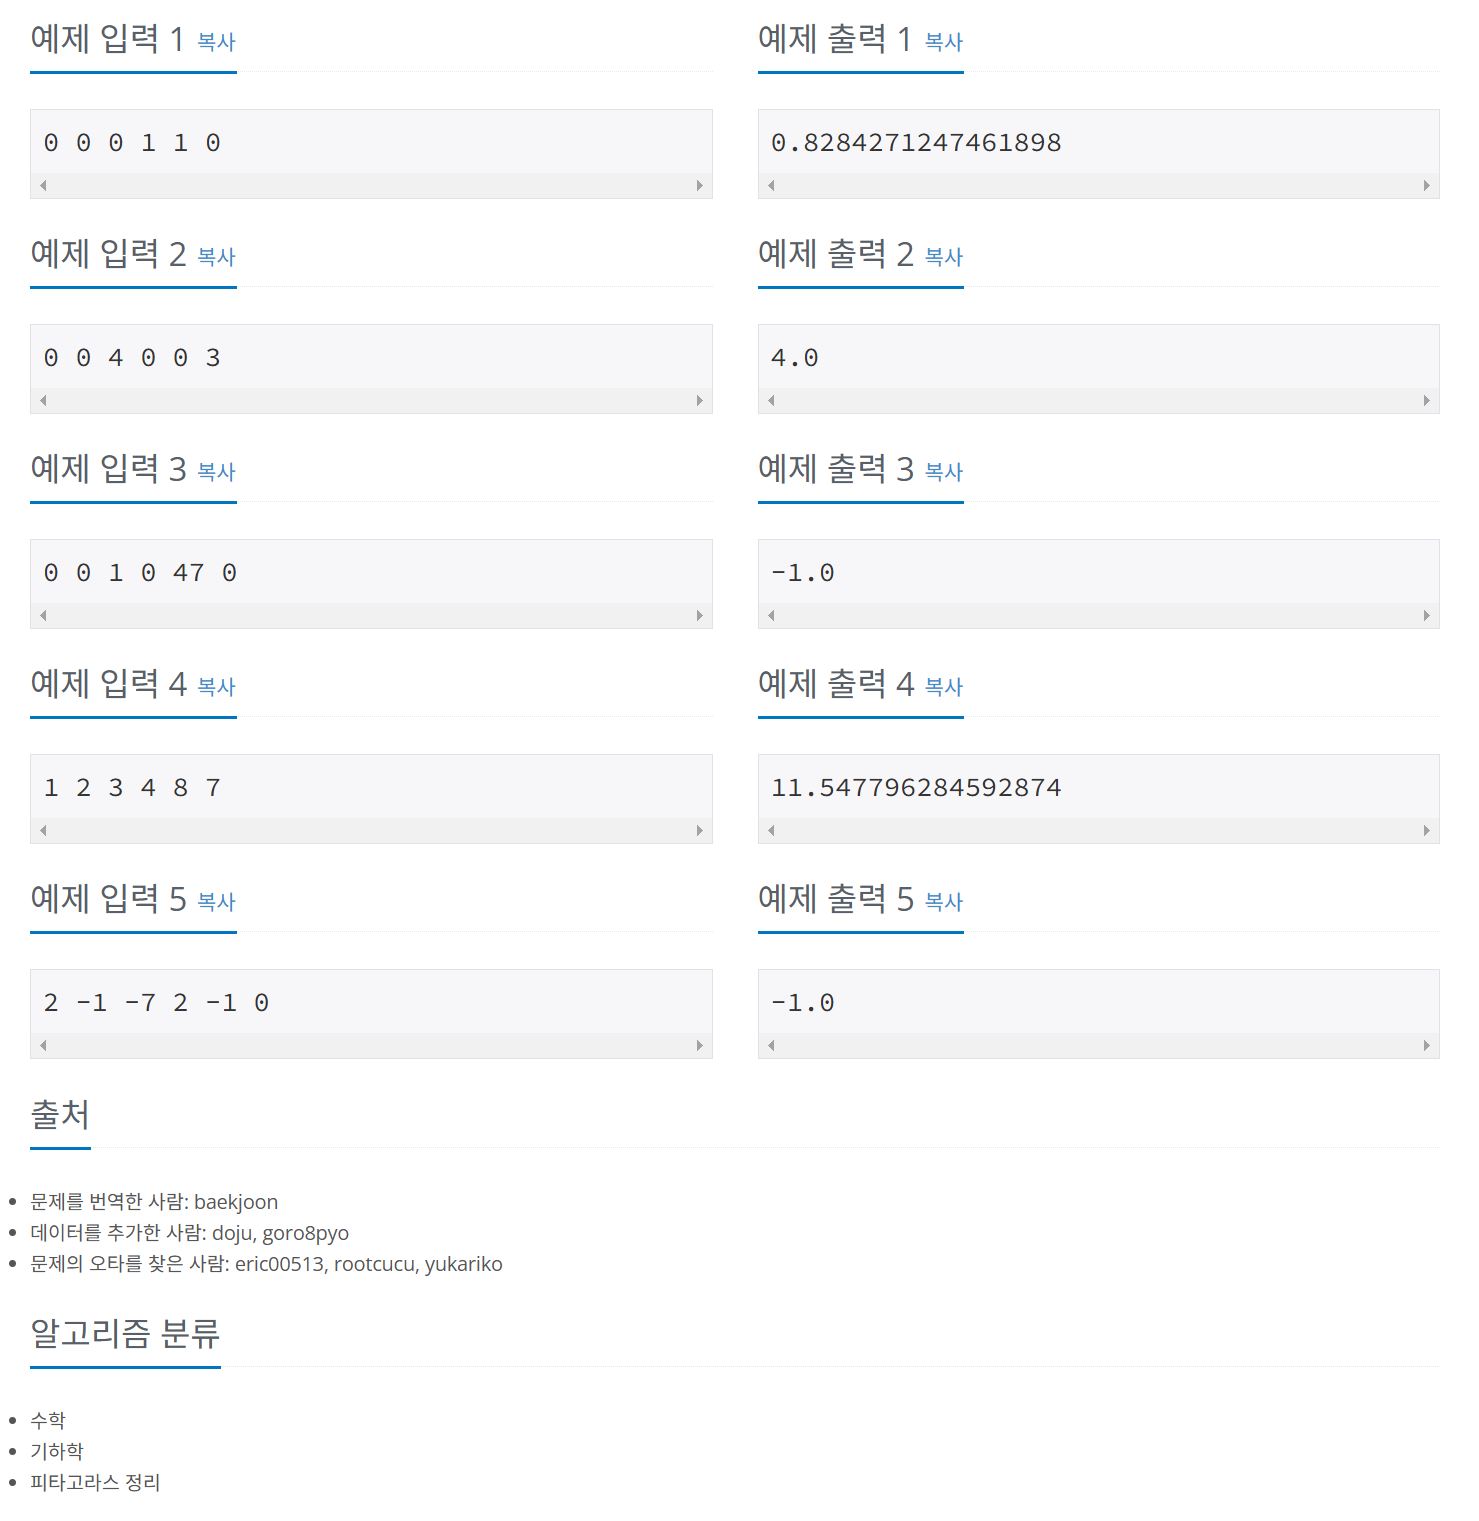 예제 입력 1 복사
예제 출력 1 복사
0 0 0 1 1 0
0.8284271247461898
예제 입력 2 복사
예제 출력 2 복사
0 0 4 0 0 3
4.0
예제 입력 3 복사
예제 출력 3 복사
0 0 1 0 47 0
-1.0
예제 입력 4 복사
예제 출력 4 복사
1 2 3 4 8 7
11.547796284592874
예제 입력 5 복사
예제 출력 5 복사
2 -1 -7 2 -1 0
-1.0
출처
문제를 번역한 사람: baekjoon
데이터를 추가한 사람: doju, goro8pyo
문제의 오타를 찾은 사람: eric00513, rootcucu, yukariko
알고리즘 분류
수학
기하학
피타고라스 정리